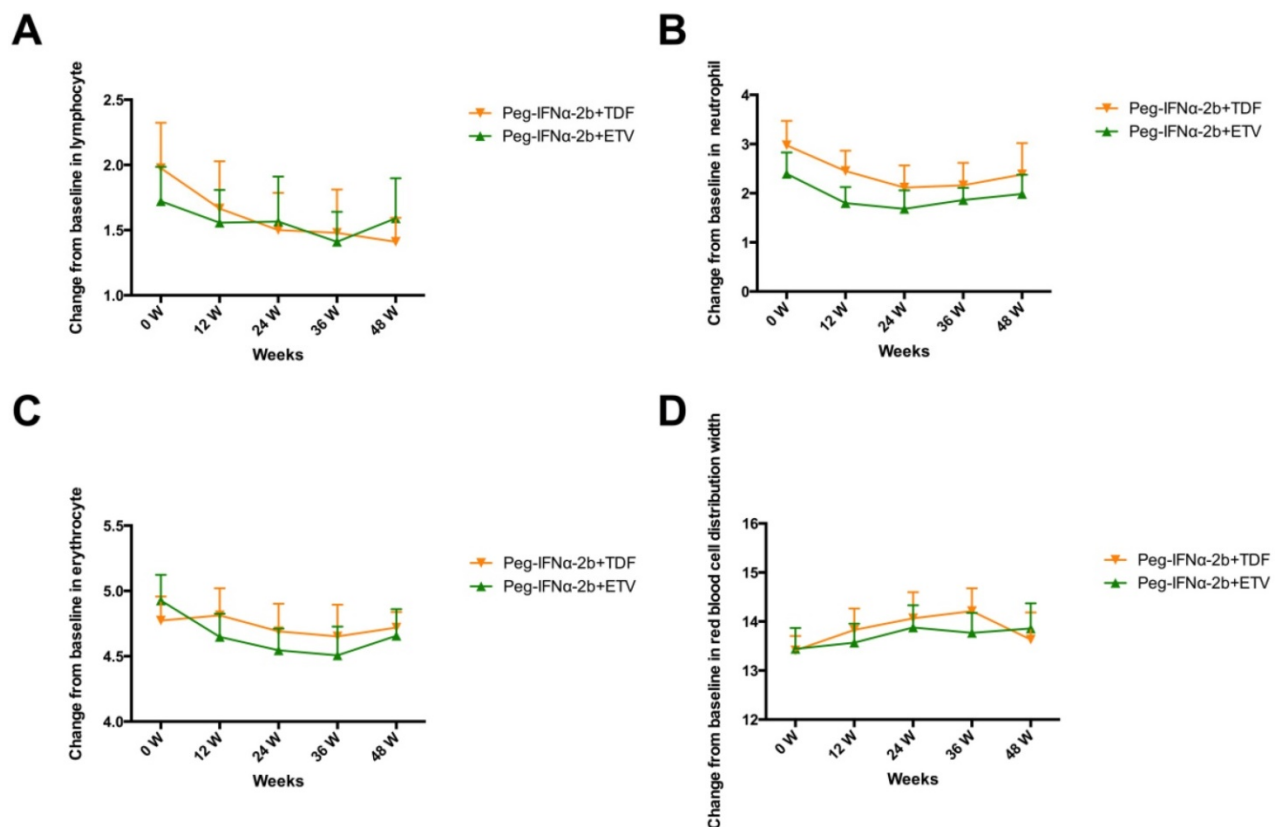 A
Change from baseline in lymphocyte
2.5
2.0
1.5
1.0
0 W
12 W
24 W
36 W
48 W
Weeks
Peg-IFNα-2b+TDF
Peg-IFNα-2b+ETV
B
Change from baseline in neutrophil
4
3
2
1
0
0 W
12 W
24 W
36 W
48 W
Weeks
Peg-IFNα-2b+TDF
Peg-IFNα-2b+ETV
C
Change from baseline in erythrocyte
5.5
5.0
4.5
4.0
0 W
12 W
24 W
36 W
48 W
Weeks
Peg-IFNα-2b+TDF
Peg-IFNα-2b+ETV
D
Change from baseline in red blood cell distribution width
16
15
14
13
12
0 W
12 W
24 W
36 W
48 W
Weeks
Peg-IFNα-2b+TDF
Peg-IFNα-2b+ETV